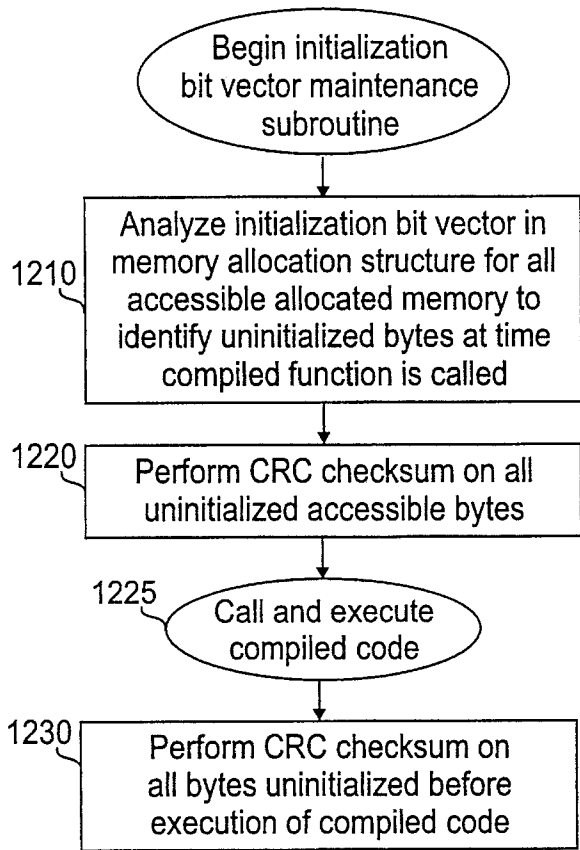 Begin initialization
bit vector maintenance
subroutine
1210
Analyze initialization bit vector in
memory allocation structure for all
accessible allocated memory to
identify uninitialized bytes at time
compiled function is called
1220
Perform CRC checksum on all
uninitialized accessible bytes
1225
Call and execute
compiled code
1230
Perform CRC checksum on
all bytes uninitialized before
execution of compiled code